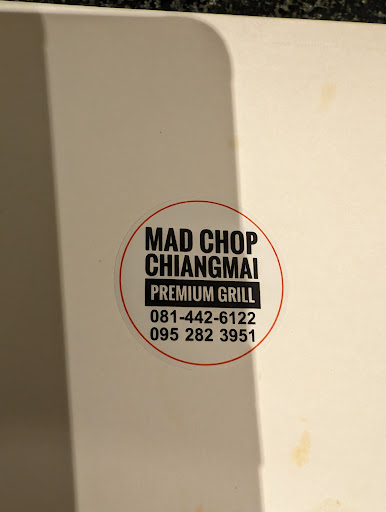 MAD CHOP
CHIANGMAI
PREMIUM GRILL
081-442-6122
095 282 3951